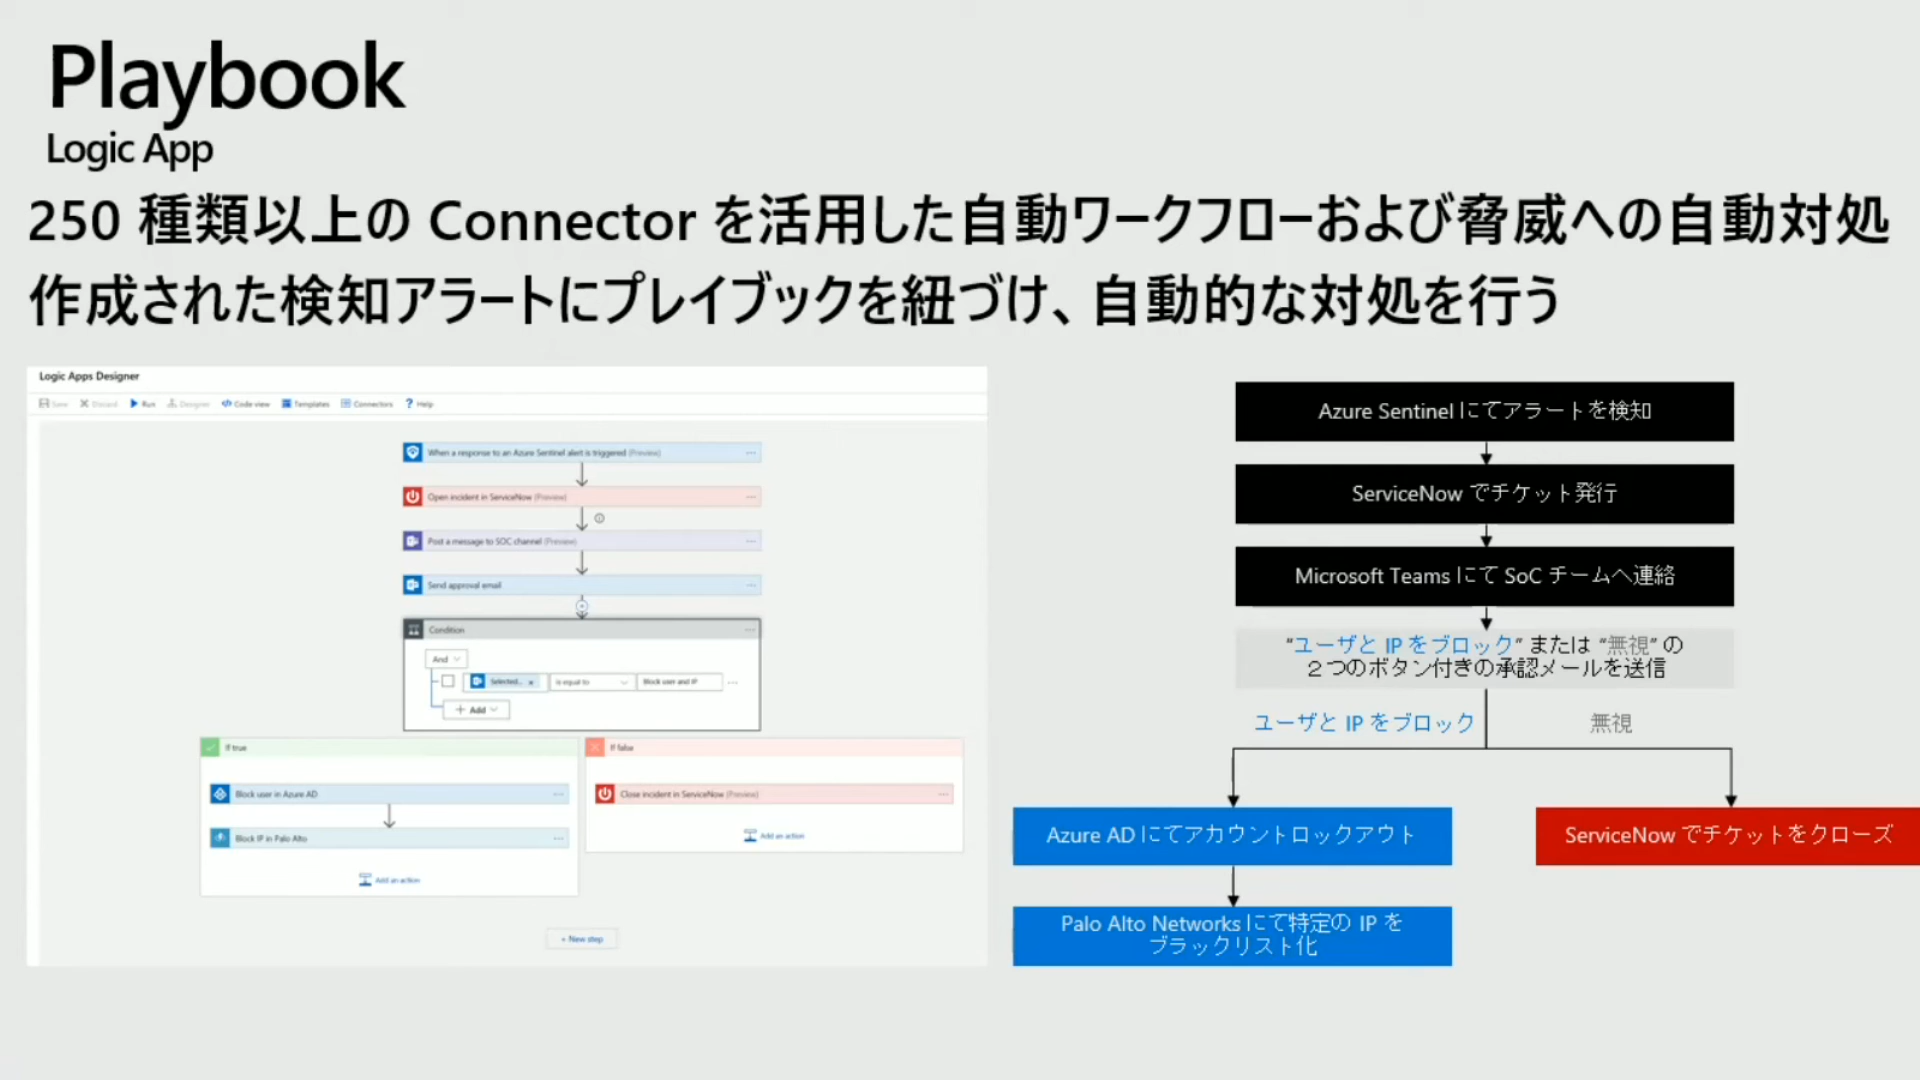 Playbook
Logic App
250 種類以上の Connector を活用した自動ワークフローおよび脅威への自動対処
作成された検知アラートにプレイブックを紐づけ、自動的な対処を行う
Logic Apps Designer
Save Discard Run Designer Code view Templates Connectors ? Help
When a response to an Azure Sentinel alert is triggered (Preview)
Open incident in ServiceNow (Preview)
Post a message to SOC channel (Preview)
Send approval email
Condition
And
Selected... x is equal to Block user and IP
+ Add
If true
Block user in Azure AD
Block IP in Palo Alto
Add an action
If false
Close incident in ServiceNow (Preview)
Add an action
+ New step
Azure Sentinel にてアラートを検知
ServiceNow でチケット発行
Microsoft Teams にて SoC チームへ連絡
"ユーザと IP をブロック" または "無視" の
2つのボタン付きの承認メールを送信
ユーザと IP をブロック
無視
Azure AD にてアカウントロックアウト
ServiceNow でチケットをクローズ
Palo Alto Networks にて特定の IP を
ブラックリスト化